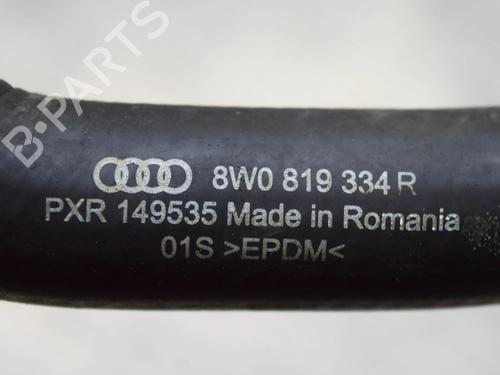 B-PARTS
8W0 819 334 R
PXR 149535 Made in Romania
01S >EPDM<